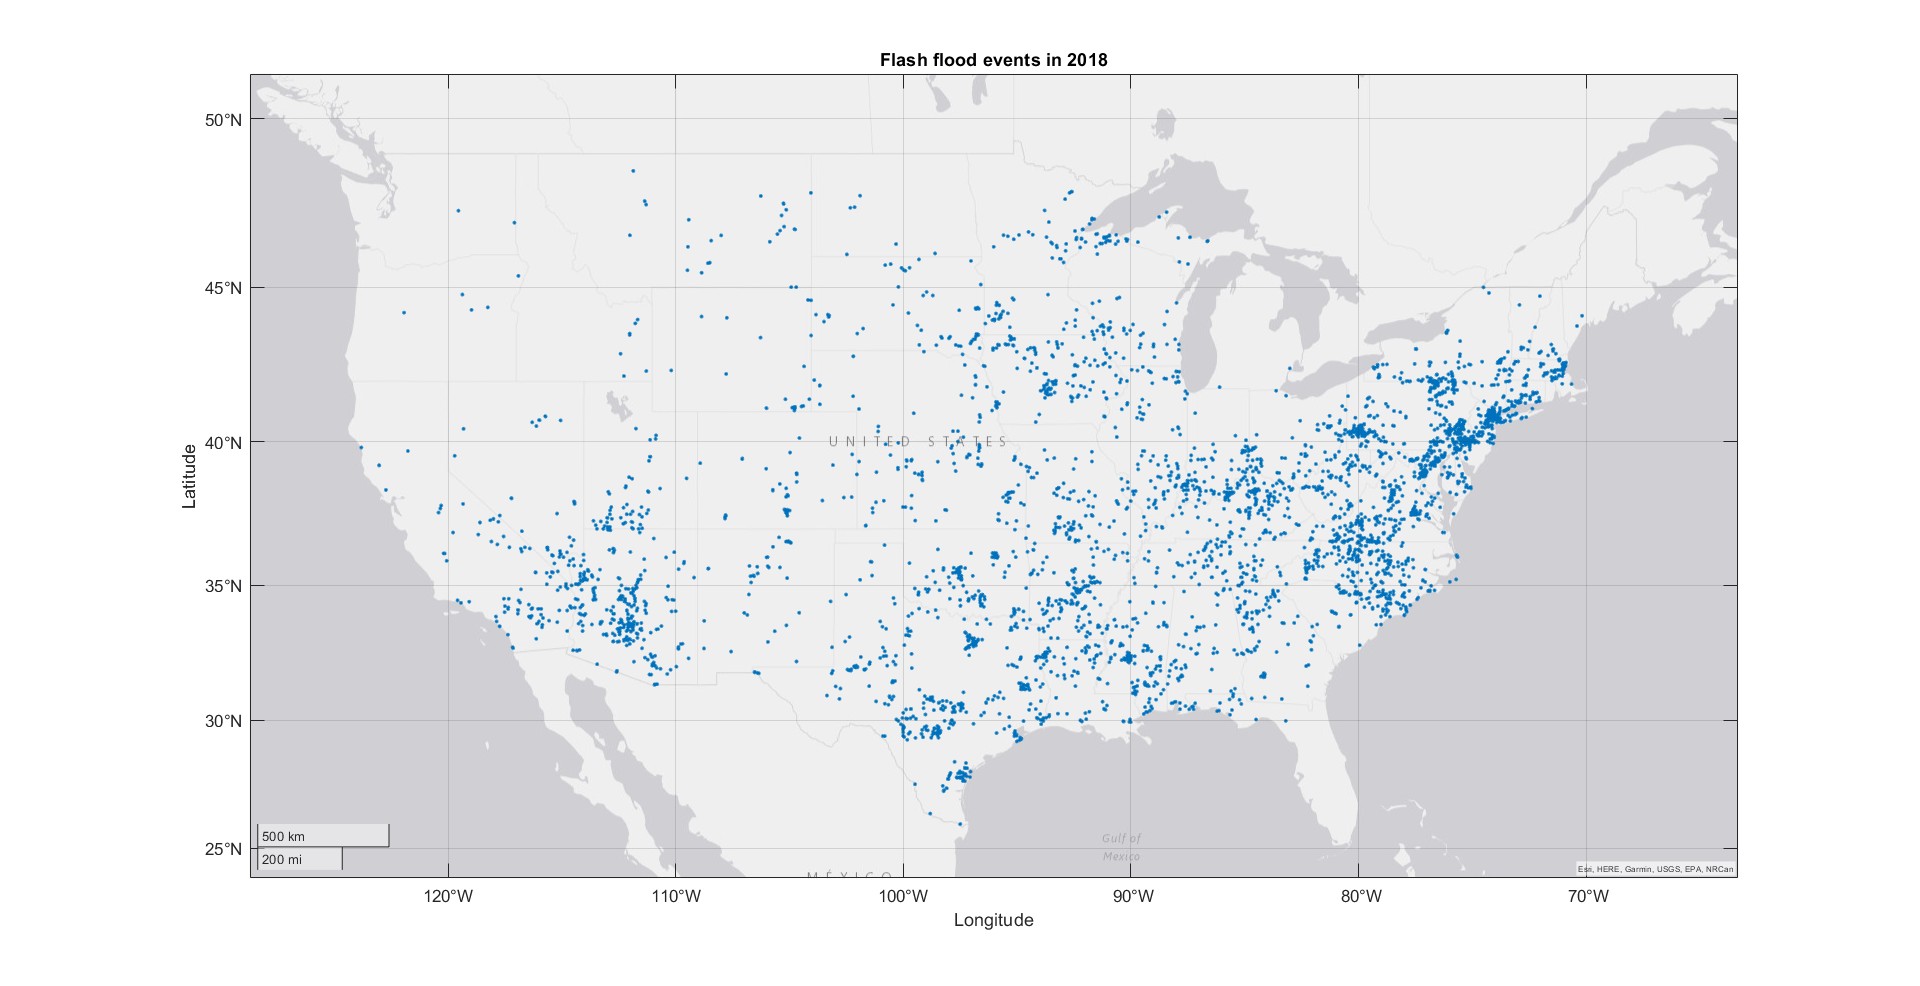 Flash flood events in 2018
50°N
45°N
40°N
35°N
30°N
25°N
Latitude
UNITED STATES
Gulf of
Mexico
MÉXICO
500 km
200 mi
Esri, HERE, Garmin, USGS, EPA, NRCan
120°W 110°W 100°W 90°W 80°W 70°W
Longitude